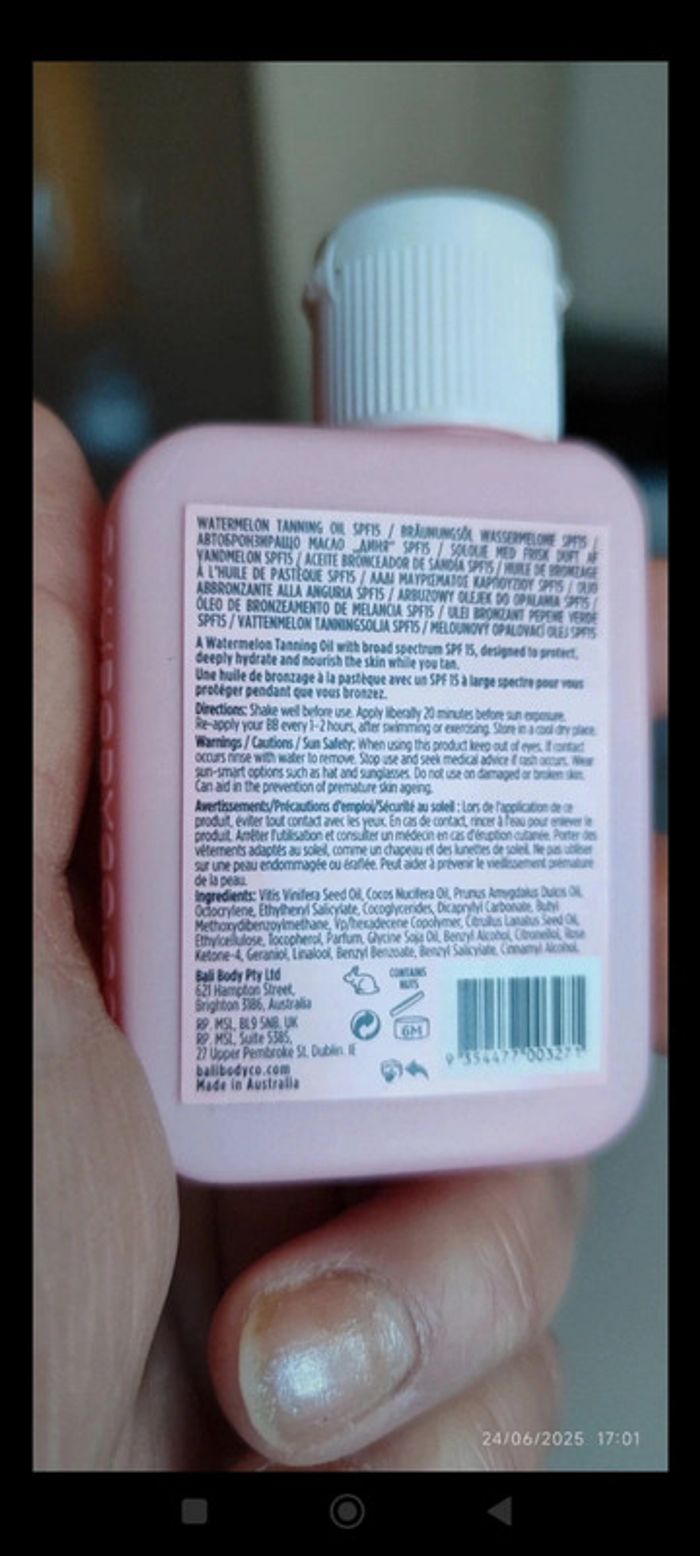 WATERMELON TANNING OIL SPF15 / BRÄUNUNGSÖL WASSERMELONE SPF15 /
АВТОБРОНЗИРАЩО МАСЛО „ДИНЯ" SPF15 / SOLOLIE MED FRISK DUFT AF
VANDMELON SPF15 / ACEITE BRONCEADOR DE SANDÍA SPF15 / HUILE DE BRONZAGE
À L'HUILE DE PASTÈQUE SPF15 / ΛΑΔΙ ΜΑΥΡΙΣΜΑΤΟΣ ΚΑΡΠΟΥΖΙΟΥ SPF15 / OLIO
ABBRONZANTE ALLA ANGURIA SPF15 / ARBUZOWY OLEJEK DO OPALANIA SPF15 /
ÓLEO DE BRONZEAMENTO DE MELANCIA SPF15 / ULEI BRONZANT PEPENE VERDE
SPF15 / VATTENMELON TANNINGSOLJA SPF15 / MELOUNOVÝ OPALOVACÍ OLEJ SPF15
A Watermelon Tanning Oil with broad spectrum SPF 15, designed to protect,
deeply hydrate and nourish the skin while you tan.
Une huile de bronzage à la pastèque avec un SPF 15 à large spectre pour vous
protéger pendant que vous bronzez.
Directions: Shake well before use. Apply liberally 20 minutes before sun exposure.
Re-apply your BB every 1-2 hours, after swimming or exercising. Store in a cool dry place.
Warnings / Cautions / Sun Safety: When using this product keep out of eyes. If contact
occurs rinse with water to remove. Stop use and seek medical advice if rash occurs. Wear
sun-smart options such as hat and sunglasses. Do not use on damaged or broken skin.
Can aid in the prevention of premature skin ageing.
Avertissements/Précautions d'emploi/Sécurité au soleil : Lors de l'application de ce
produit, éviter tout contact avec les yeux. En cas de contact, rincer à l'eau pour enlever le
produit. Arrêter l'utilisation et consulter un médecin en cas d'éruption cutanée. Porter des
vêtements adaptés au soleil, comme un chapeau et des lunettes de soleil. Ne pas utiliser
sur une peau endommagée ou éraflée. Peut aider à prévenir le vieillissement prématuré
de la peau.
Ingredients: Vitis Vinifera Seed Oil, Cocos Nucifera Oil, Prunus Amygdalus Dulcis Oil,
Octocrylene, Ethylhexyl Salicylate, Cocoglycerides, Dicaprylyl Carbonate, Butyl
Methoxydibenzoylmethane, Vp/hexadecene Copolymer, Citrullus Lanatus Seed Oil,
Ethylcellulose, Tocopherol, Parfum, Glycine Soja Oil, Benzyl Alcohol, Citronellol, Rose
Ketone-4, Geraniol, Linalool, Benzyl Benzoate, Benzyl Salicylate, Cinnamyl Alcohol.
Bali Body Pty Ltd
621 Hampton Street,
Brighton 3186, Australia
RP. MSL, BL9 5NB. UK
RP. MSL, Suite 5385,
27 Upper Pembroke St. Dublin. IE
balibodyco.com
Made in Australia
CONTAINS
NUTS
6M
9 354477 003271
24/06/2025 17:01